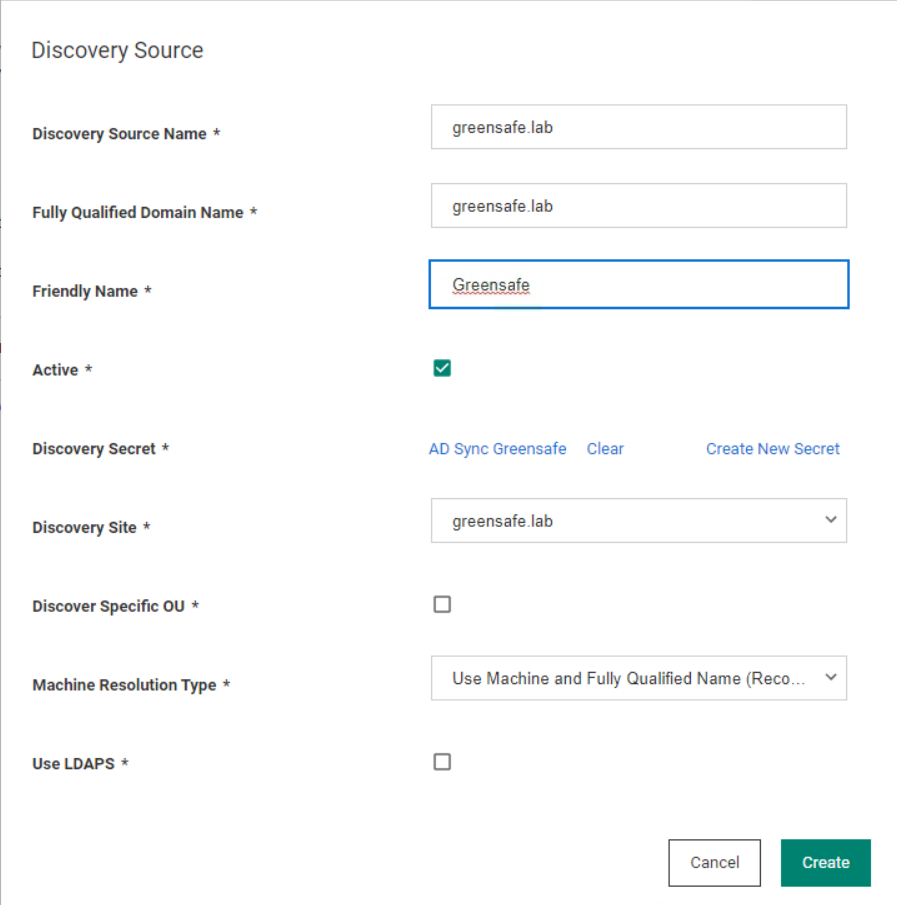 Discovery Source
Discovery Source Name *
greensafe.lab
Fully Qualified Domain Name *
greensafe.lab
Friendly Name *
Greensafe
Active *
Discovery Secret *
AD Sync Greensafe Clear Create New Secret
Discovery Site *
greensafe.lab
Discover Specific OU *
Machine Resolution Type *
Use Machine and Fully Qualified Name (Reco...
Use LDAPS *
Cancel Create